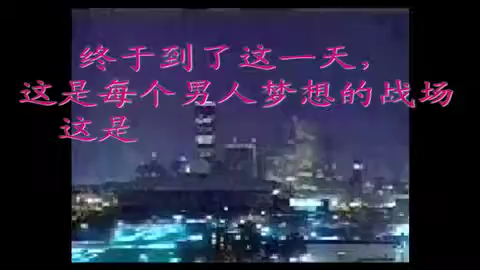 终于到了这一天，
这是每个男人梦想的战场
这是